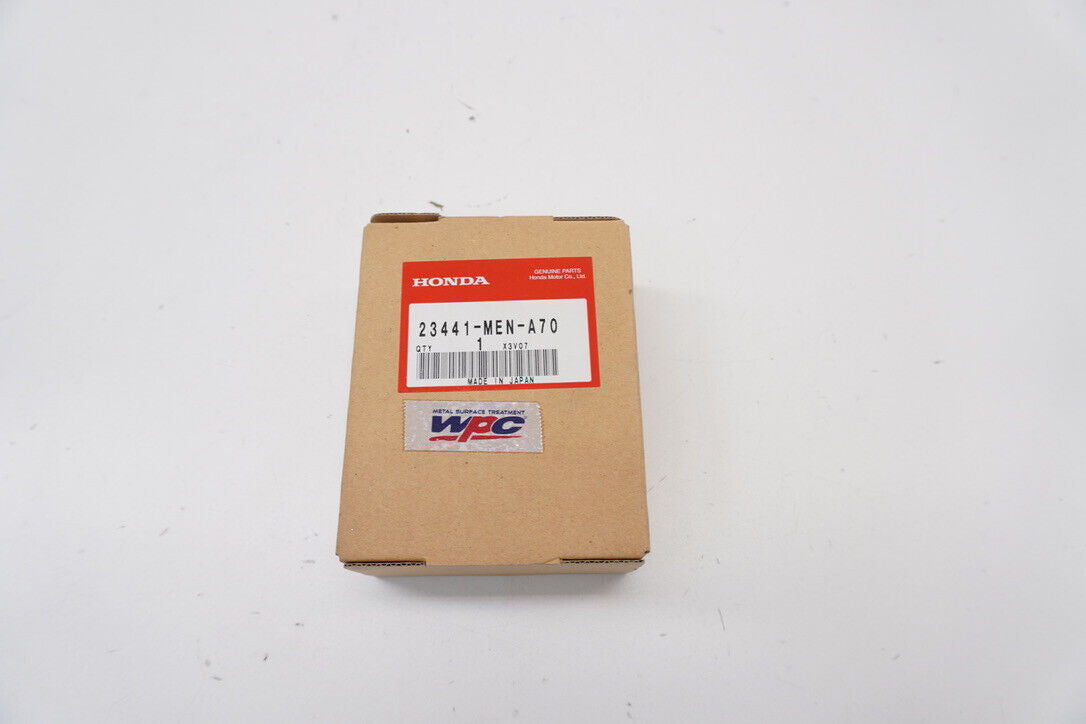 HONDA
GENUINE PARTS
Honda Motor Co., Ltd.
23441-MEN-A70
QTY 1 X3V07
MADE IN JAPAN
METAL SURFACE TREATMENT
WPC